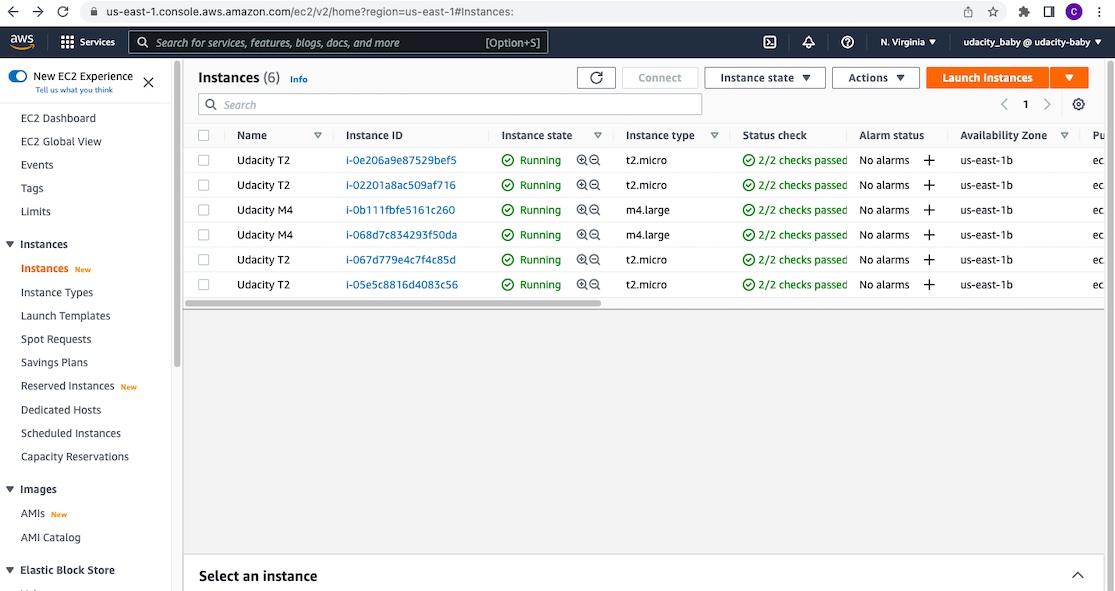 us-east-1.console.aws.amazon.com/ec2/v2/home?region=us-east-1#Instances:
C
aws Services Search for services, features, blogs, docs, and more [Option+S] N. Virginia udacity_baby @ udacity-baby
New EC2 Experience
Tell us what you think
EC2 Dashboard
EC2 Global View
Events
Tags
Limits
Instances
Instances New
Instance Types
Launch Templates
Spot Requests
Savings Plans
Reserved Instances New
Dedicated Hosts
Scheduled Instances
Capacity Reservations
Images
AMIs New
AMI Catalog
Elastic Block Store
Instances (6) Info Connect Instance state Actions Launch Instances
Search 1
Name Instance ID Instance state Instance type Status check Alarm status Availability Zone Pu
Udacity T2 i-0e206a9e87529bef5 Running t2.micro 2/2 checks passed No alarms + us-east-1b ec
Udacity T2 i-02201a8ac509af716 Running t2.micro 2/2 checks passed No alarms + us-east-1b ec
Udacity M4 i-0b111fbfe5161c260 Running m4.large 2/2 checks passed No alarms + us-east-1b ec
Udacity M4 i-068d7c834293f50da Running m4.large 2/2 checks passed No alarms + us-east-1b ec
Udacity T2 i-067d779e4c7f4c85d Running t2.micro 2/2 checks passed No alarms + us-east-1b ec
Udacity T2 i-05e5c8816d4083c56 Running t2.micro 2/2 checks passed No alarms + us-east-1b ec
Select an instance